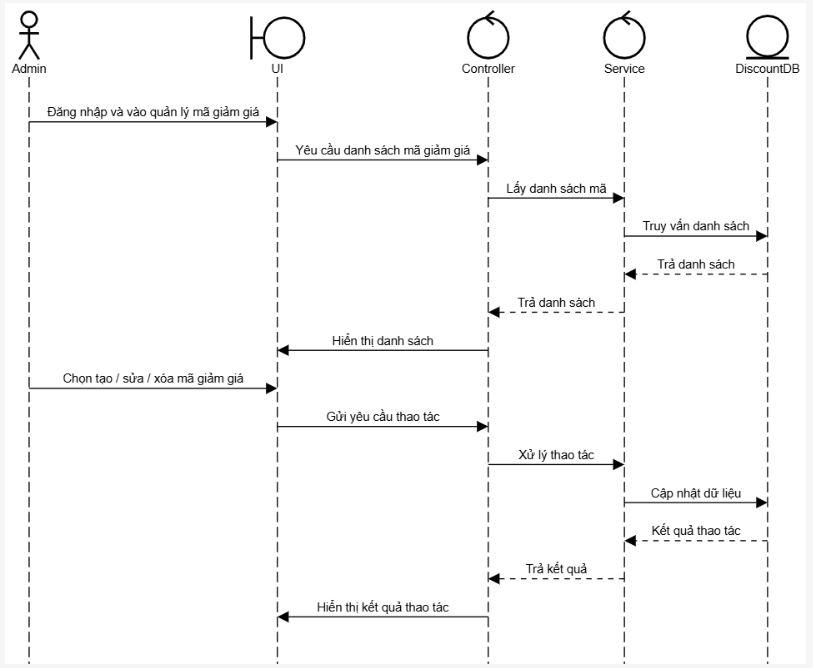 Admin
UI
Controller
Service
DiscountDB
Đăng nhập và vào quản lý mã giảm giá
Yêu cầu danh sách mã giảm giá
Lấy danh sách mã
Truy vấn danh sách
Trả danh sách
Trả danh sách
Hiển thị danh sách
Chọn tạo / sửa / xóa mã giảm giá
Gửi yêu cầu thao tác
Xử lý thao tác
Cập nhật dữ liệu
Kết quả thao tác
Trả kết quả
Hiển thị kết quả thao tác